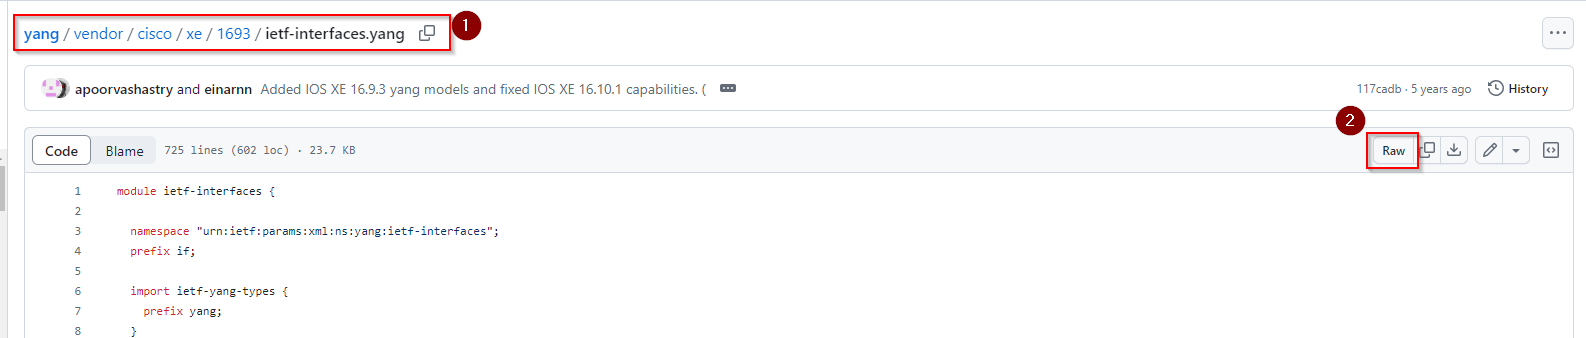 yang / vendor / cisco / xe / 1693 / ietf-interfaces.yang 1
apoorvashastry and einarnn Added IOS XE 16.9.3 yang models and fixed IOS XE 16.10.1 capabilities. ( 117cadb · 5 years ago History
2
Code Blame 725 lines (602 loc) · 23.7 KB Raw
1 module ietf-interfaces {
2
3 namespace "urn:ietf:params:xml:ns:yang:ietf-interfaces";
4 prefix if;
5
6 import ietf-yang-types {
7 prefix yang;
8 }